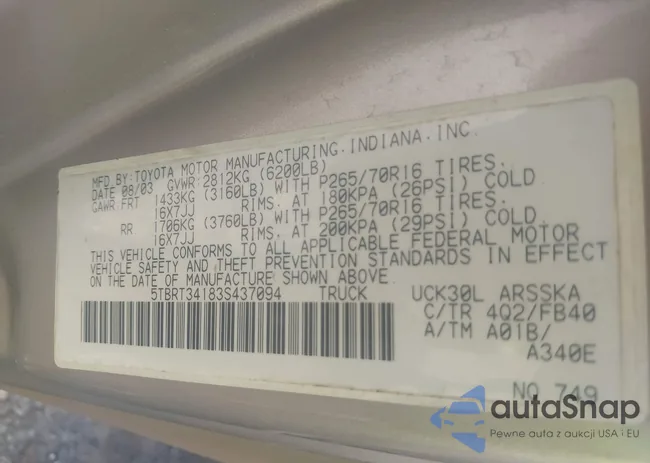 MFD.BY:TOYOTA MOTOR MANUFACTURING.INDIANA.INC.
DATE 08/03 GVWR/2812KG (6200LB)
GAWR:FRT 1433KG (3160LB) WITH P265/70R16 TIRES.
16X7JJ RIMS. AT 180KPA (26PSI) COLD
RR 1706KG (3760LB) WITH P265/70R16 TIRES.
16X7JJ RIMS. AT 200KPA (29PSI) COLD
THIS VEHICLE CONFORMS TO ALL APPLICABLE FEDERAL MOTOR
VEHICLE SAFETY AND THEFT PREVENTION STANDARDS IN EFFECT
ON THE DATE OF MANUFACTURE SHOWN ABOVE.
5TBRT34183S437094 TRUCK UCK30L ARSSKA
C/TR 4Q2/FB40
A/TM A01B/
A340E
NO 749
autaSnap
Pewne auta z aukcji USA i EU